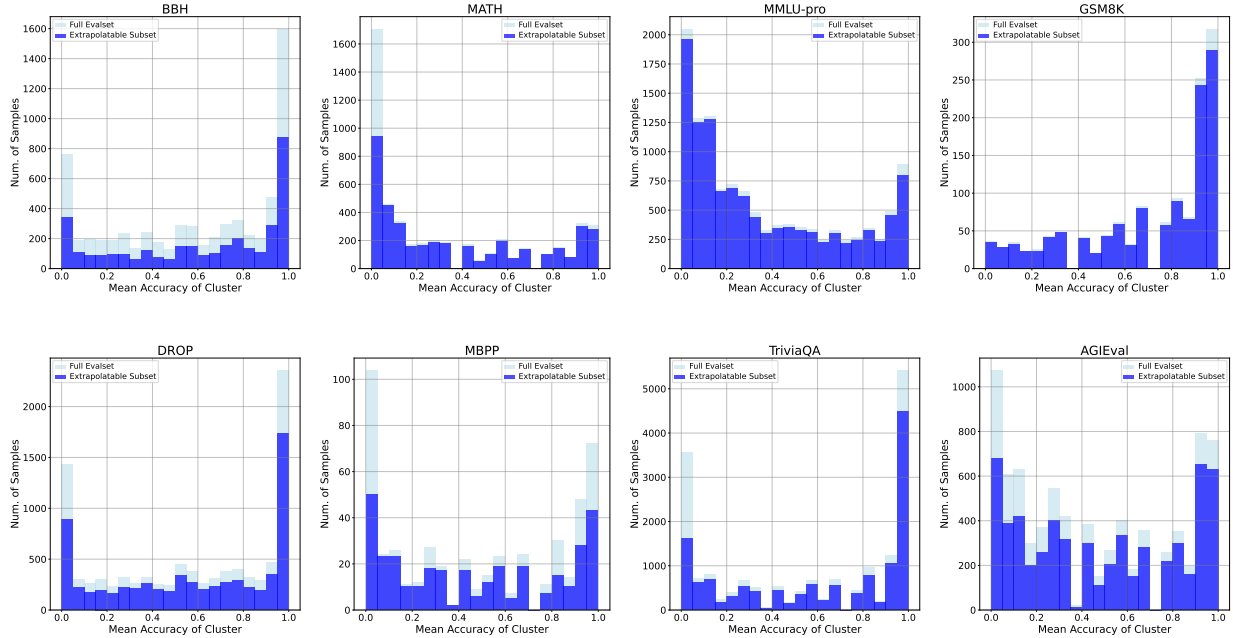 BBH
Full Evalset
Extrapolatable Subset
Num. of Samples
1600
1400
1200
1000
800
600
400
200
0
0.0 0.2 0.4 0.6 0.8 1.0
Mean Accuracy of Cluster
MATH
Full Evalset
Extrapolatable Subset
Num. of Samples
1600
1400
1200
1000
800
600
400
200
0
0.0 0.2 0.4 0.6 0.8 1.0
Mean Accuracy of Cluster
MMLU-pro
Full Evalset
Extrapolatable Subset
Num. of Samples
2000
1750
1500
1250
1000
750
500
250
0
0.0 0.2 0.4 0.6 0.8 1.0
Mean Accuracy of Cluster
GSM8K
Full Evalset
Extrapolatable Subset
Num. of Samples
300
250
200
150
100
50
0
0.0 0.2 0.4 0.6 0.8 1.0
Mean Accuracy of Cluster
DROP
Full Evalset
Extrapolatable Subset
Num. of Samples
2000
1500
1000
500
0
0.0 0.2 0.4 0.6 0.8 1.0
Mean Accuracy of Cluster
MBPP
Full Evalset
Extrapolatable Subset
Num. of Samples
100
80
60
40
20
0
0.0 0.2 0.4 0.6 0.8 1.0
Mean Accuracy of Cluster
TriviaQA
Full Evalset
Extrapolatable Subset
Num. of Samples
5000
4000
3000
2000
1000
0
0.0 0.2 0.4 0.6 0.8 1.0
Mean Accuracy of Cluster
AGIEval
Full Evalset
Extrapolatable Subset
Num. of Samples
1000
800
600
400
200
0
0.0 0.2 0.4 0.6 0.8 1.0
Mean Accuracy of Cluster